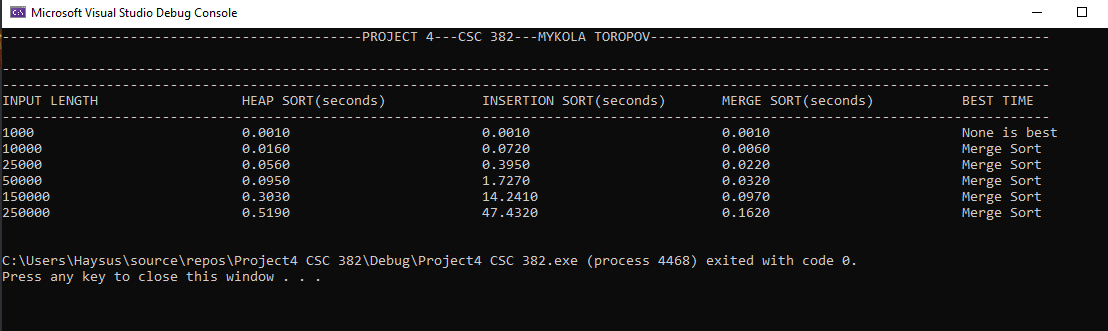 Microsoft Visual Studio Debug Console
---------------------------------------------PROJECT 4---CSC 382---MYKOLA TOROPOV--------------------------------------------------
-----------------------------------------------------------------------------------------------------------------------------------
-----------------------------------------------------------------------------------------------------------------------------------
INPUT LENGTH                  HEAP SORT(seconds)            INSERTION SORT(seconds)       MERGE SORT(seconds)           BEST TIME
-----------------------------------------------------------------------------------------------------------------------------------
1000                          0.0010                        0.0010                        0.0010                        None is best
10000                         0.0160                        0.0720                        0.0060                        Merge Sort
25000                         0.0560                        0.3950                        0.0220                        Merge Sort
50000                         0.0950                        1.7270                        0.0320                        Merge Sort
150000                        0.3030                        14.2410                       0.0970                        Merge Sort
250000                        0.5190                        47.4320                       0.1620                        Merge Sort
C:\Users\Haysus\source\repos\Project4 CSC 382\Debug\Project4 CSC 382.exe (process 4468) exited with code 0.
Press any key to close this window . . .